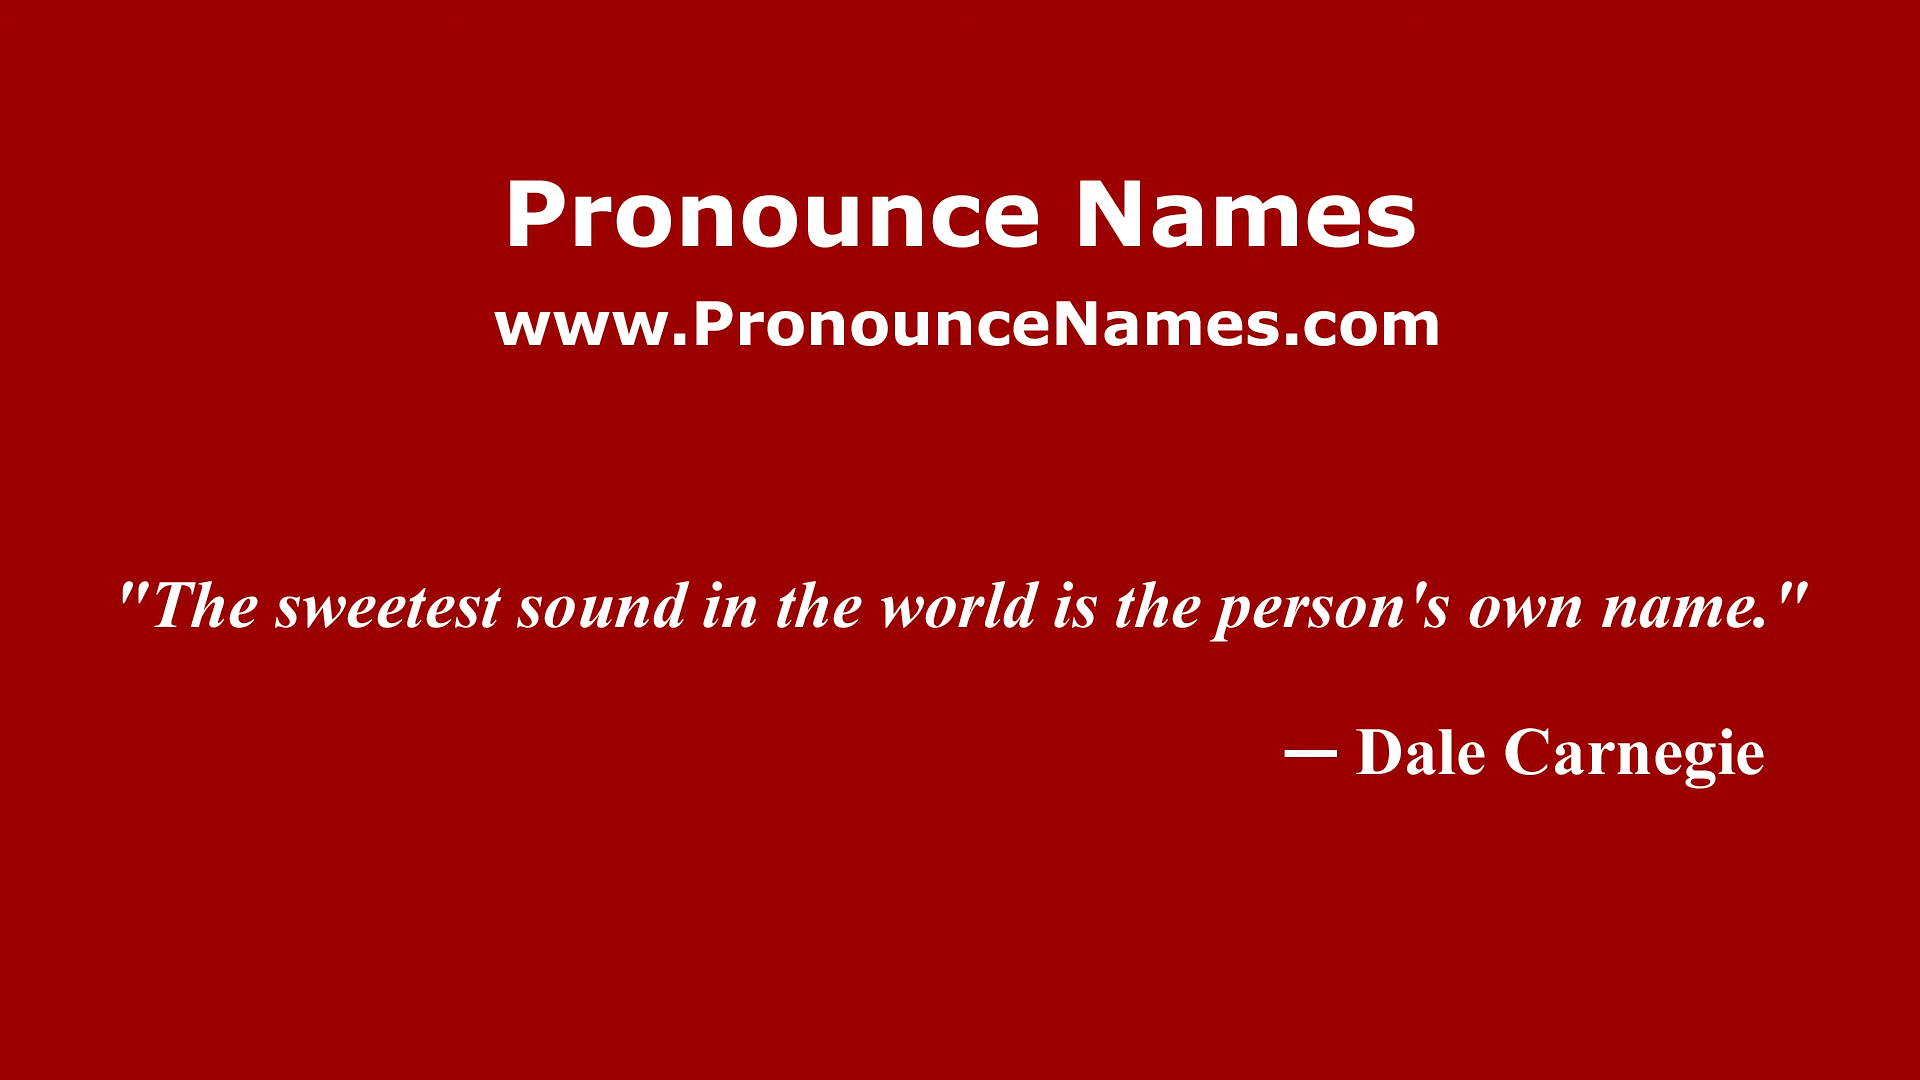 Pronounce Names
www.PronounceNames.com
"The sweetest sound in the world is the person's own name."
— Dale Carnegie